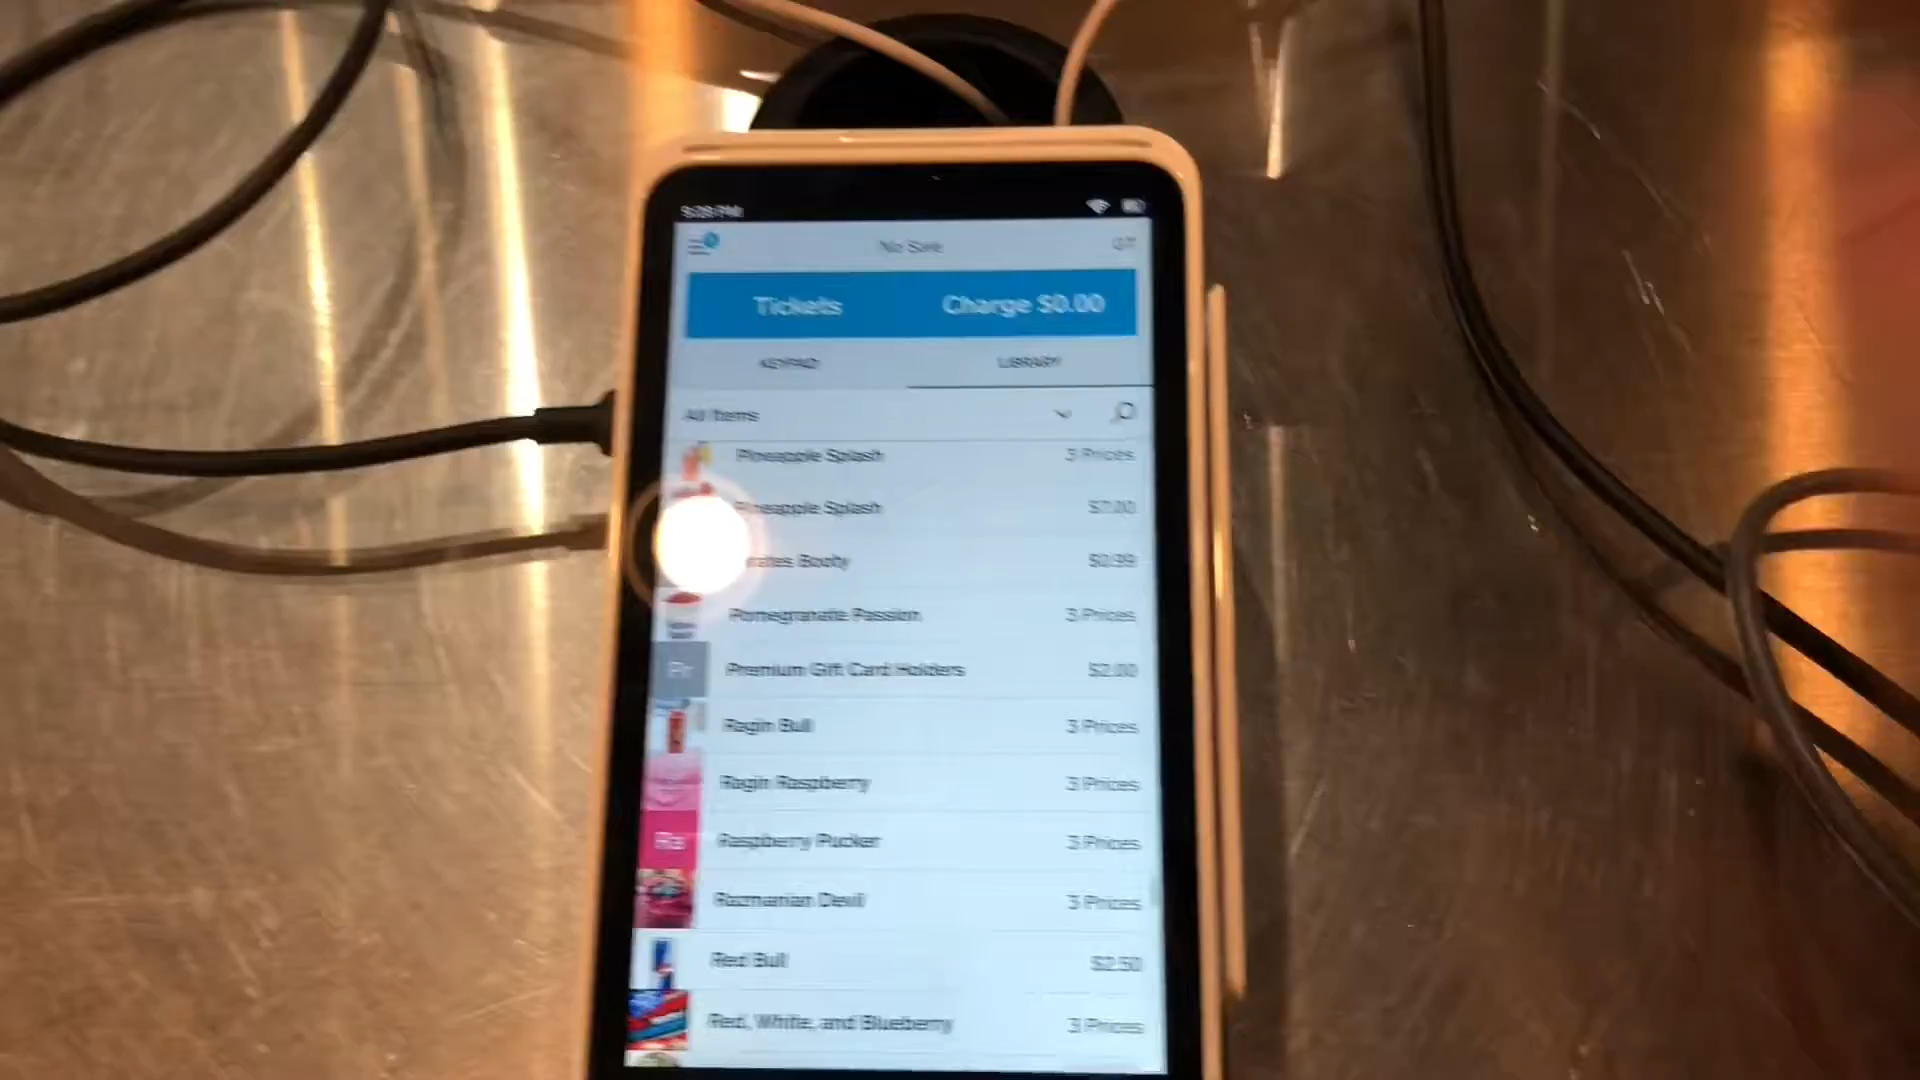 No Sale
Tickets
Charge $0.00
KEYPAD
LIBRARY
All Items
Pineapple Splash 3 Prices
Pineapple Splash $7.00
Booty $0.99
Pomegranate Passion 3 Prices
Pr Premium Gift Card Holders $2.00
Ragin Bull 3 Prices
Ragin Raspberry 3 Prices
Ra Raspberry Pucker 3 Prices
Razmanian Devil 3 Prices
Red Bull $2.50
Red, White, and Blueberry 3 Prices